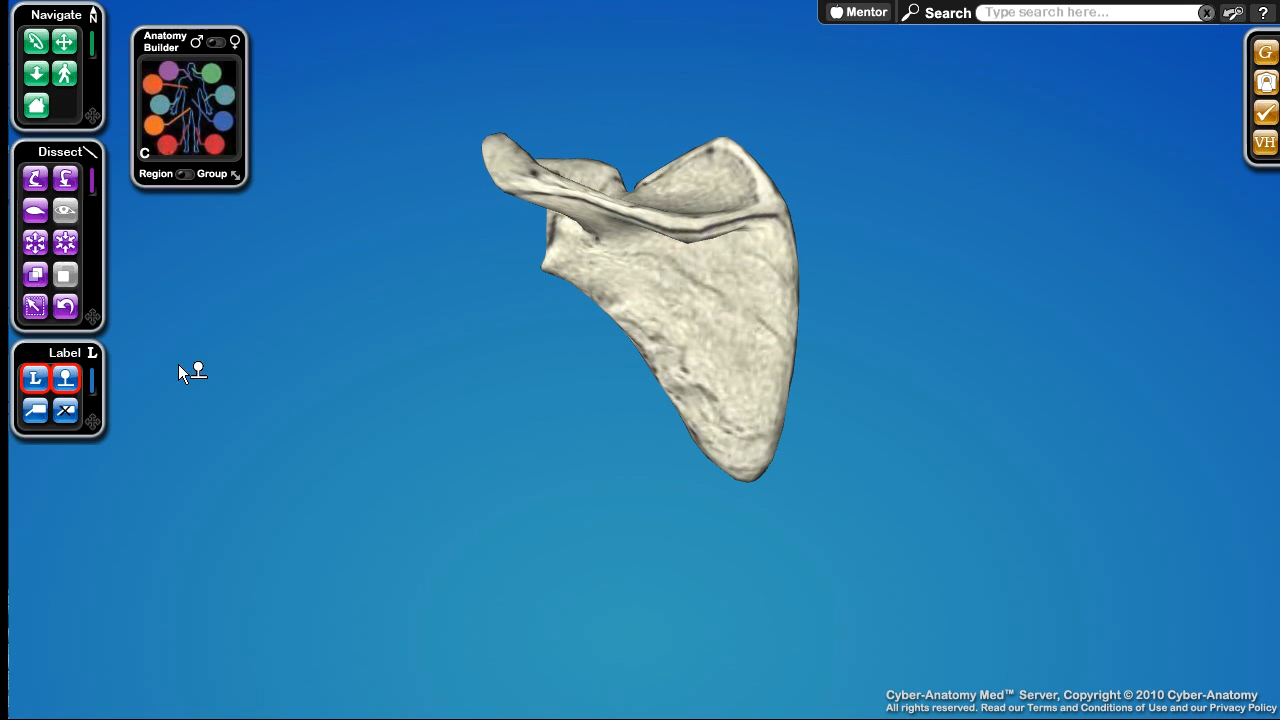 Navigate N
Anatomy
Builder ♂ ♀
C
Region Group
Dissect
Label L
L
Mentor
Search Type search here... x ?
G
VH
Cyber-Anatomy Med™ Server, Copyright © 2010 Cyber-Anatomy
All rights reserved. Read our Terms and Conditions of Use and our Privacy Policy